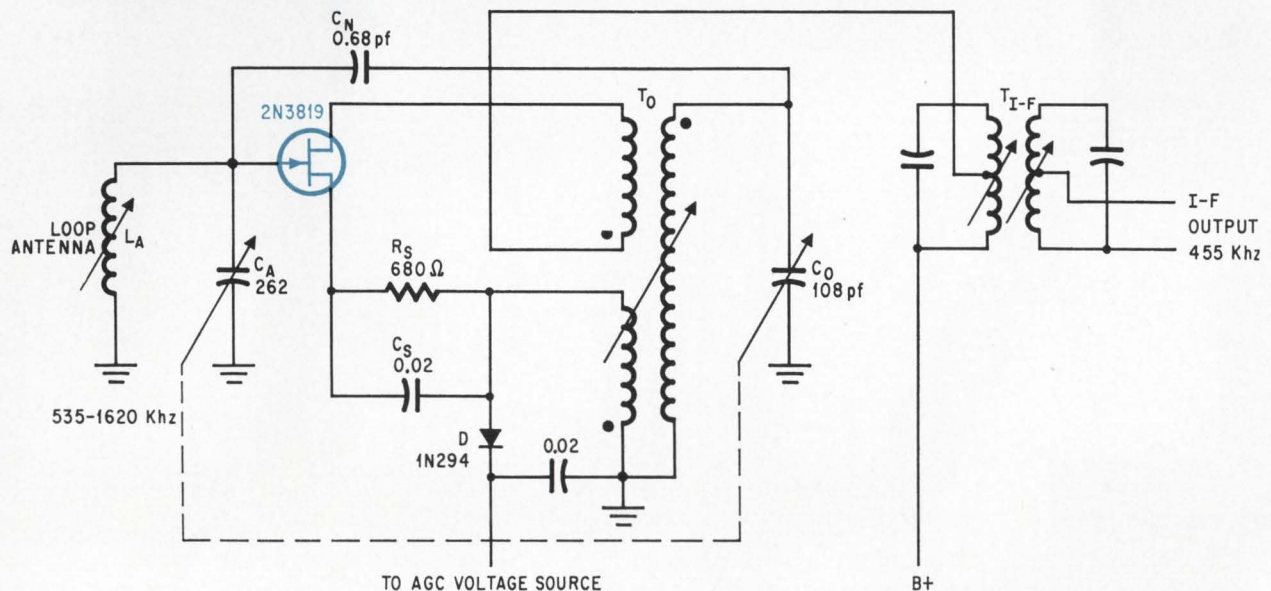 C_N
0.68 pf
2N3819
T_O
T_I-F
LOOP
ANTENNA
L_A
C_A
262
R_S
680 Ω
C_S
0.02
C_O
108 pf
I-F
OUTPUT
455 Khz
535-1620 Khz
D
1N294
0.02
TO AGC VOLTAGE SOURCE
B+